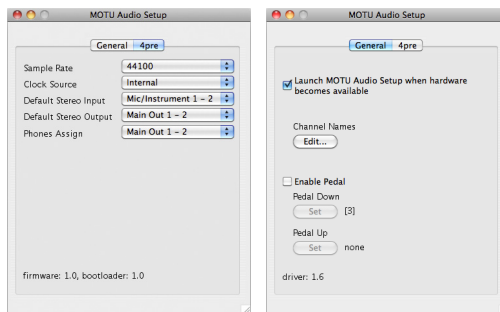 MOTU Audio Setup
General 4pre
Sample Rate 44100
Clock Source Internal
Default Stereo Input Mic/Instrument 1 – 2
Default Stereo Output Main Out 1 – 2
Phones Assign Main Out 1 – 2
firmware: 1.0, bootloader: 1.0
MOTU Audio Setup
General 4pre
Launch MOTU Audio Setup when hardware
becomes available
Channel Names
Edit...
Enable Pedal
Pedal Down
Set [3]
Pedal Up
Set none
driver: 1.6